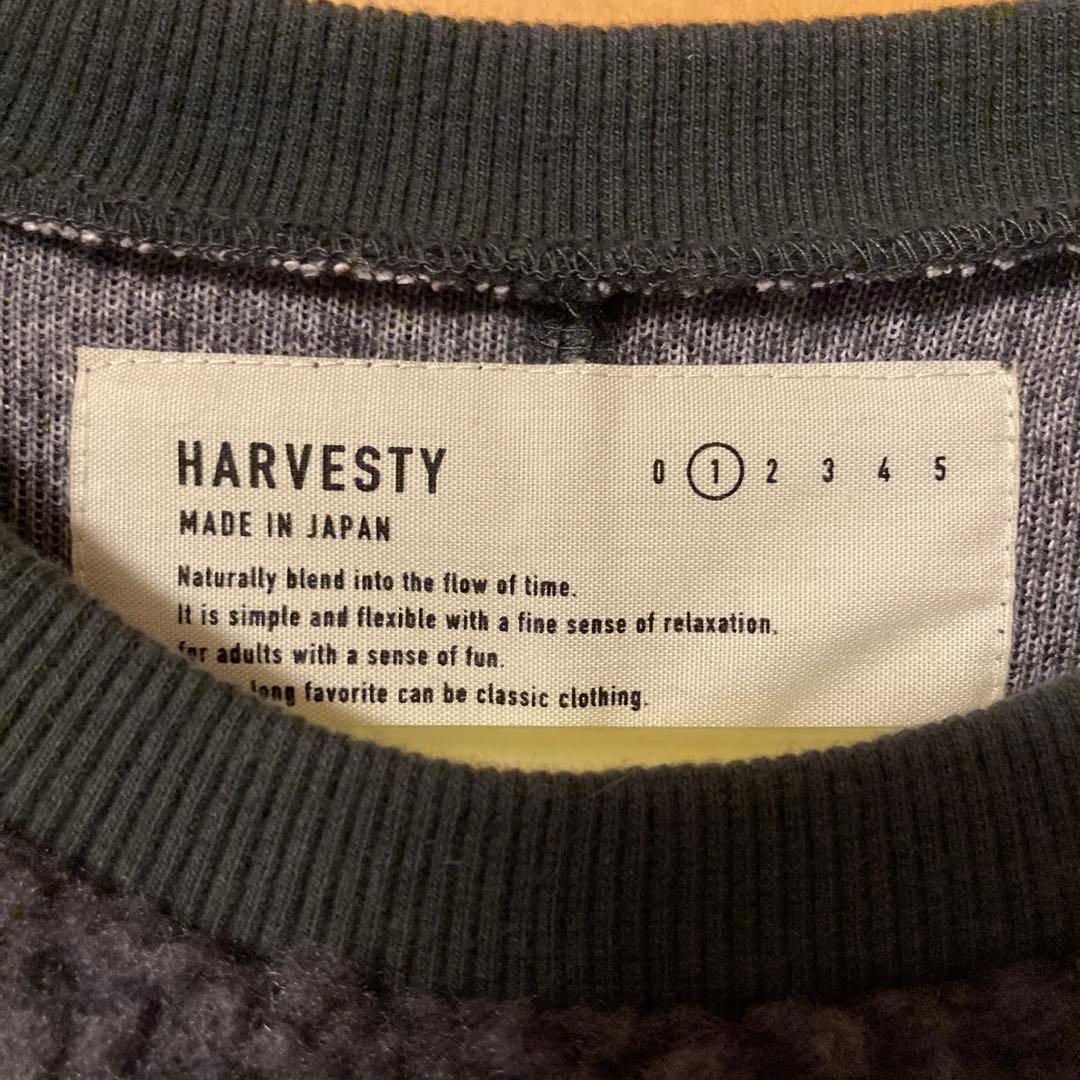 HARVESTY
0 1 2 3 4 5
MADE IN JAPAN
Naturally blend into the flow of time.
It is simple and flexible with a fine sense of relaxation.
for adults with a sense of fun.
long favorite can be classic clothing.